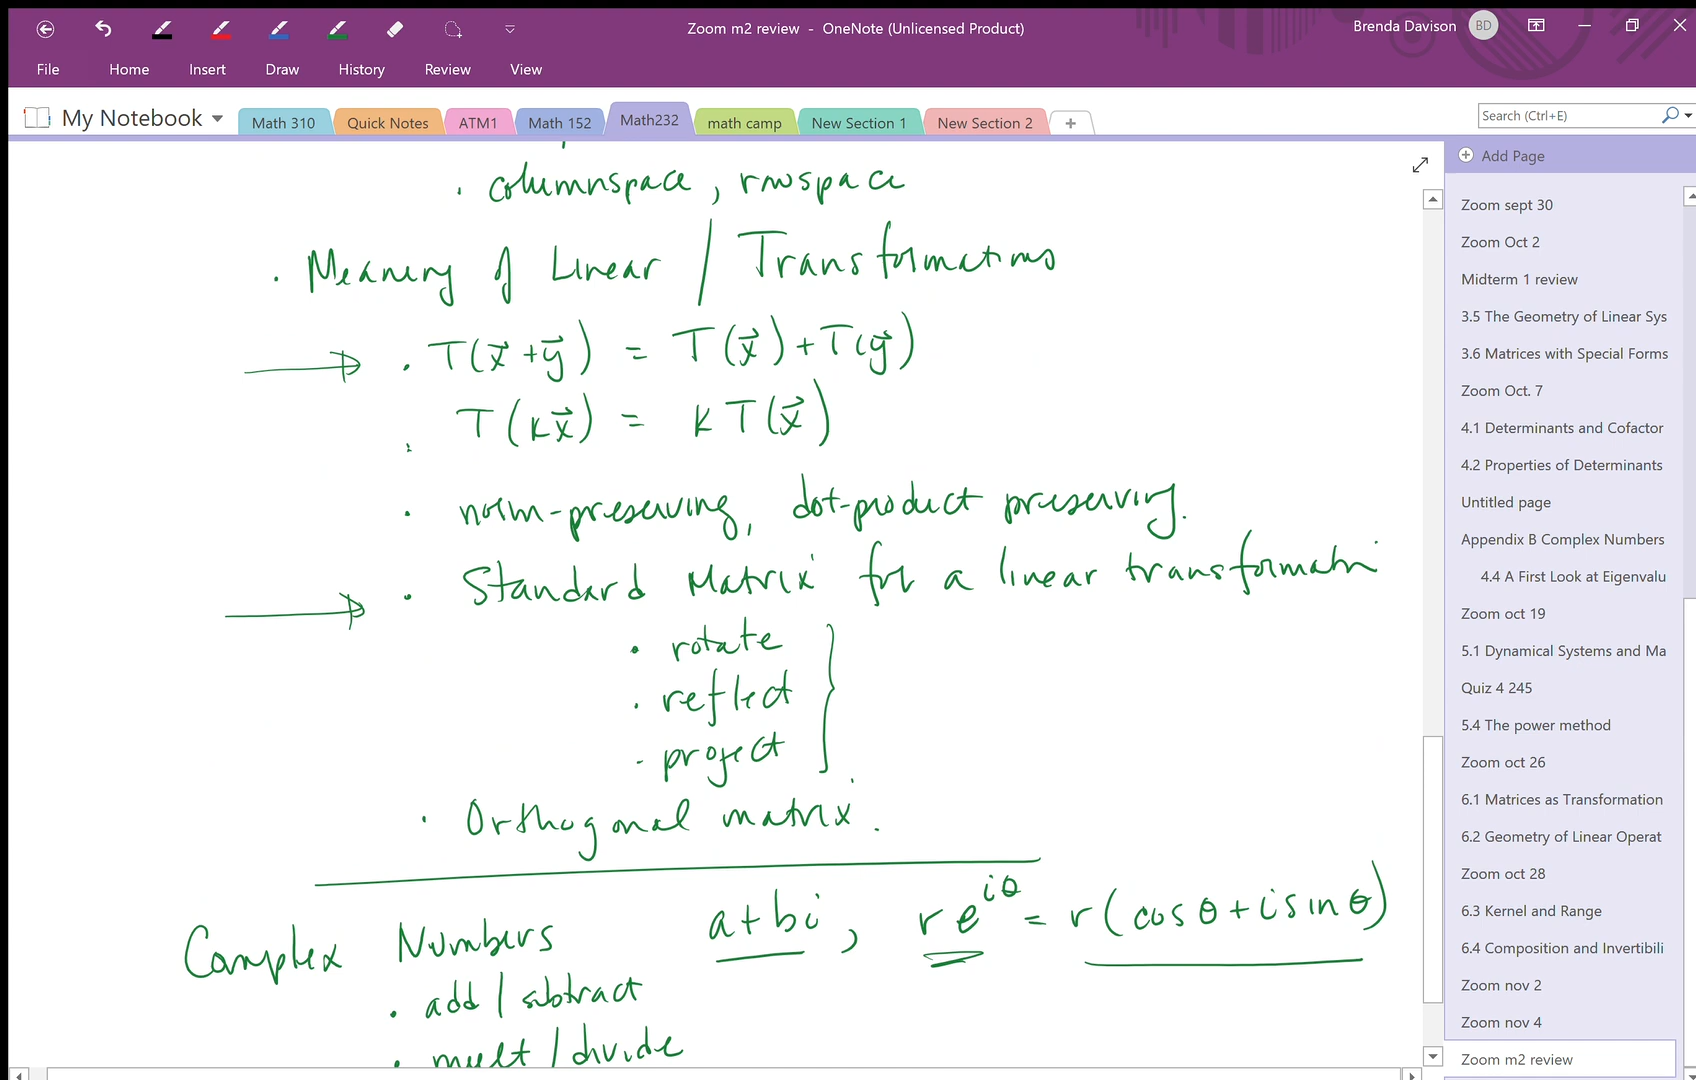 Zoom m2 review - OneNote (Unlicensed Product)
Brenda Davison BD
File Home Insert Draw History Review View
My Notebook
Math 310
Quick Notes
ATM1
Math 152
Math232
math camp
New Section 1
New Section 2
+
Search (Ctrl+E)
Add Page
Zoom sept 30
Zoom Oct 2
Midterm 1 review
3.5 The Geometry of Linear Sys
3.6 Matrices with Special Forms
Zoom Oct. 7
4.1 Determinants and Cofactor
4.2 Properties of Determinants
Untitled page
Appendix B Complex Numbers
4.4 A First Look at Eigenvalu
Zoom oct 19
5.1 Dynamical Systems and Ma
Quiz 4 245
5.4 The power method
Zoom oct 26
6.1 Matrices as Transformation
6.2 Geometry of Linear Operat
Zoom oct 28
6.3 Kernel and Range
6.4 Composition and Invertibili
Zoom nov 2
Zoom nov 4
Zoom m2 review
· columnspace, rowspace
· Meaning of Linear / Transformations
→ · T(x⃗+y⃗) = T(x⃗)+T(y⃗)
· T(kx⃗) = kT(x⃗)
· norm-preserving, dot-product preserving.
→ · Standard Matrix for a linear transformatn
· rotate
· reflect
- project
· Orthogonal matrix.
Complex Numbers a+bi, re^{iθ} = r(cosθ+isinθ)
· add/subtract
· mult/divide